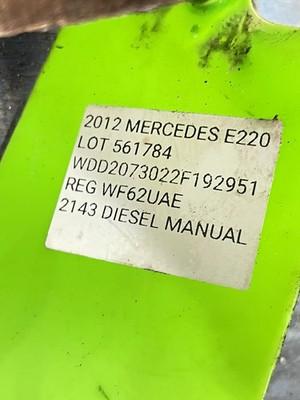 2012 MERCEDES E220
LOT 561784
WDD2073022F192951
REG WF62UAE
2143 DIESEL MANUAL